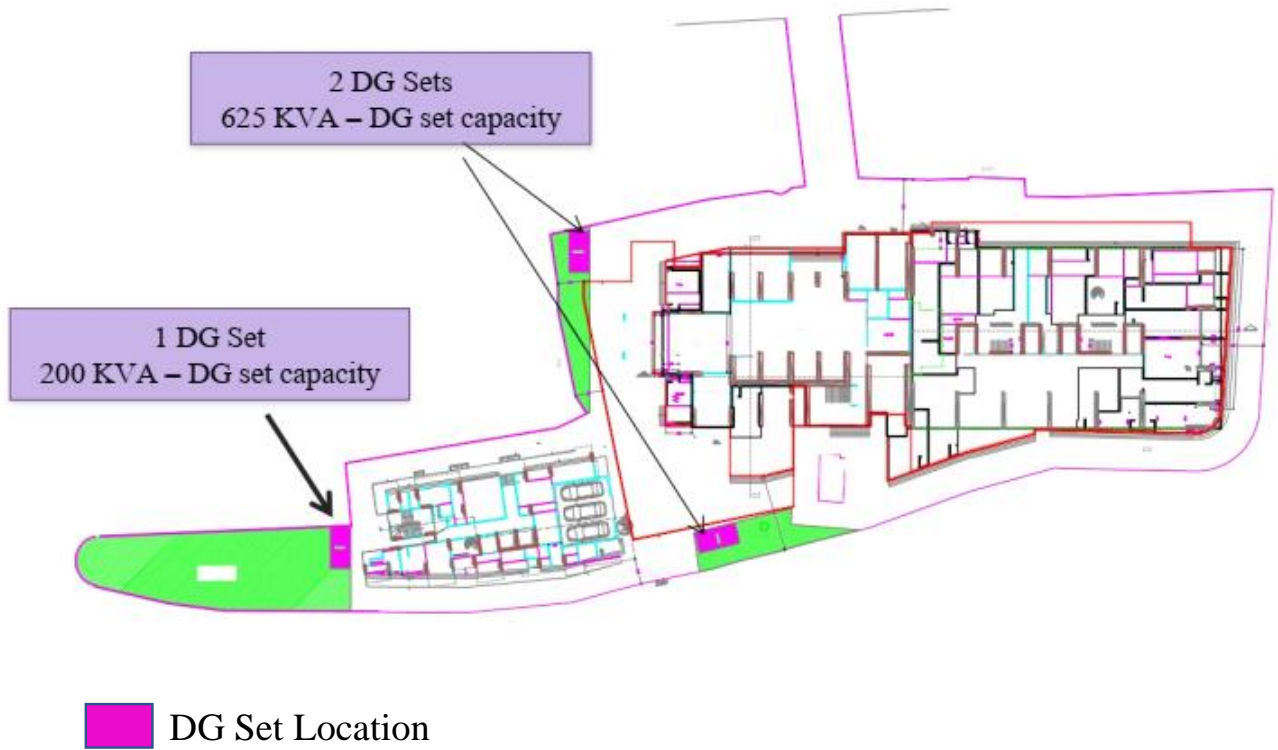 2 DG Sets
625 KVA – DG set capacity
1 DG Set
200 KVA – DG set capacity
DG Set Location